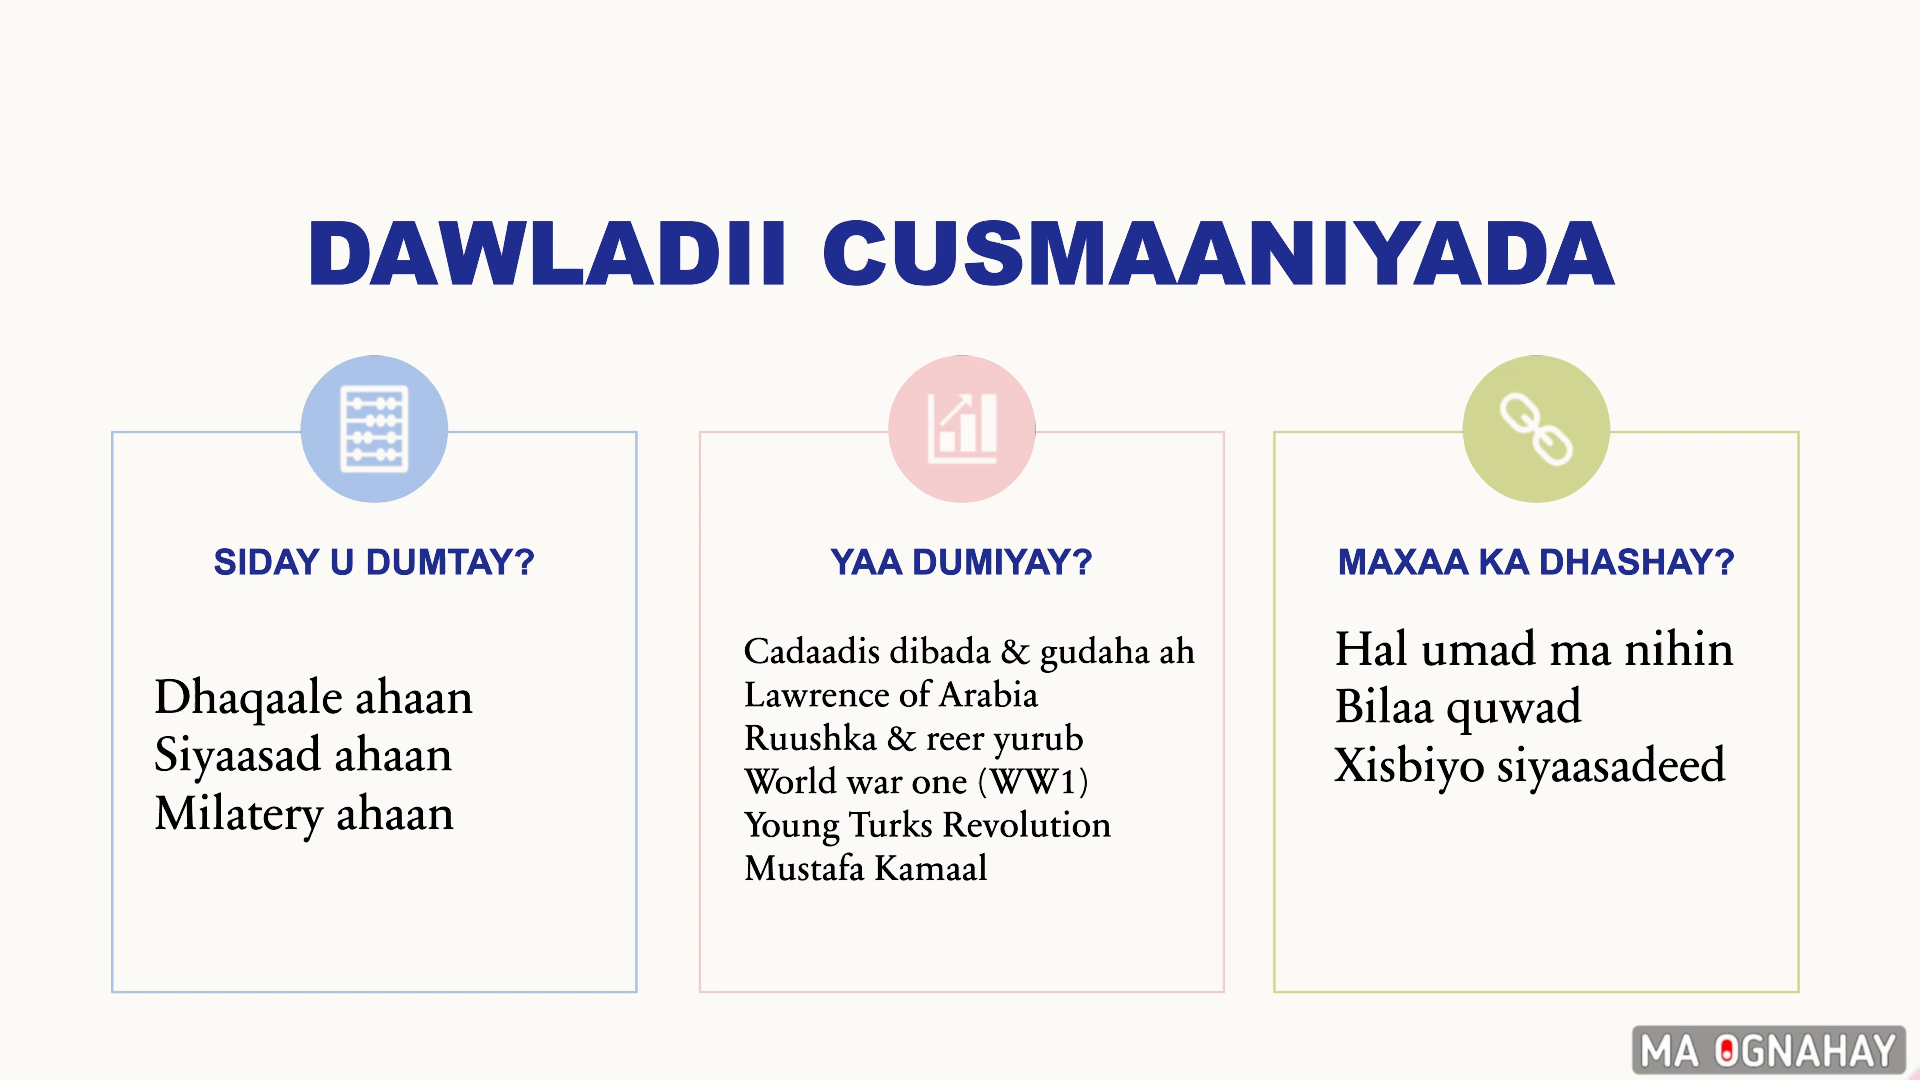 DAWLADII CUSMAANIYADA
SIDAY U DUMTAY?
Dhaqaale ahaan
Siyaasad ahaan
Milatery ahaan
YAA DUMIYAY?
Cadaadis dibada & gudaha ah
Lawrence of Arabia
Ruushka & reer yurub
World war one (WW1)
Young Turks Revolution
Mustafa Kamaal
MAXAA KA DHASHAY?
Hal umad ma nihin
Bilaa quwad
Xisbiyo siyaasadeed
MA OGNAHAY